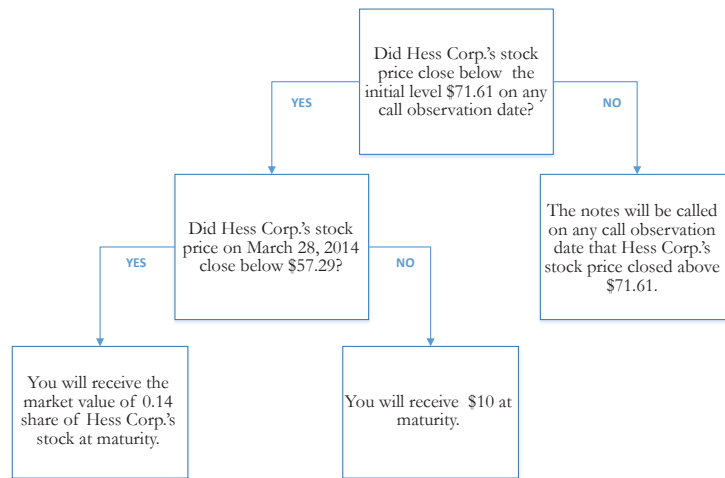 Did Hess Corp.'s stock
price close below the
initial level $71.61 on any
call observation date?
YES
NO
Did Hess Corp.'s stock
price on March 28, 2014
close below $57.29?
The notes will be called
on any call observation
date that Hess Corp.'s
stock price closed above
$71.61.
YES
NO
You will receive the
market value of 0.14
share of Hess Corp.'s
stock at maturity.
You will receive $10 at
maturity.